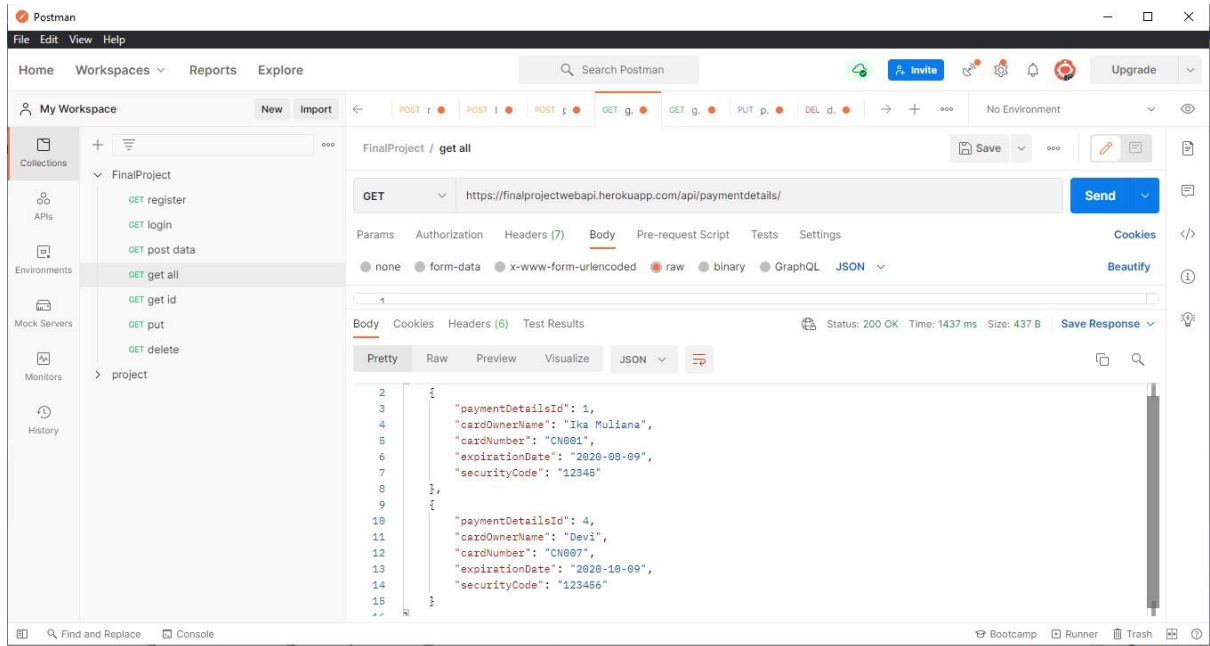 Postman
File Edit View Help
Home Workspaces Reports Explore Search Postman Invite Upgrade
My Workspace New Import POST r POST l POST p GET g. GET g. PUT p. DEL d. No Environment
Collections
APIs
Environments
Mock Servers
Monitors
History
FinalProject
GET register
GET login
GET post data
GET get all
GET get id
GET put
GET delete
project
FinalProject / get all Save
GET https://finalprojectwebapi.herokuapp.com/api/paymentdetails/ Send
Params Authorization Headers (7) Body Pre-request Script Tests Settings Cookies
none form-data x-www-form-urlencoded raw binary GraphQL JSON Beautify
1
Body Cookies Headers (6) Test Results Status: 200 OK Time: 1437 ms Size: 437 B Save Response
Pretty Raw Preview Visualize JSON
2 {
3 "paymentDetailsId": 1,
4 "cardOwnerName": "Ika Muliana",
5 "cardNumber": "CN001",
6 "expirationDate": "2020-08-09",
7 "securityCode": "12345"
8 },
9 {
10 "paymentDetailsId": 4,
11 "cardOwnerName": "Devi",
12 "cardNumber": "CN007",
13 "expirationDate": "2020-10-09",
14 "securityCode": "123456"
15 }
Find and Replace Console Bootcamp Runner Trash